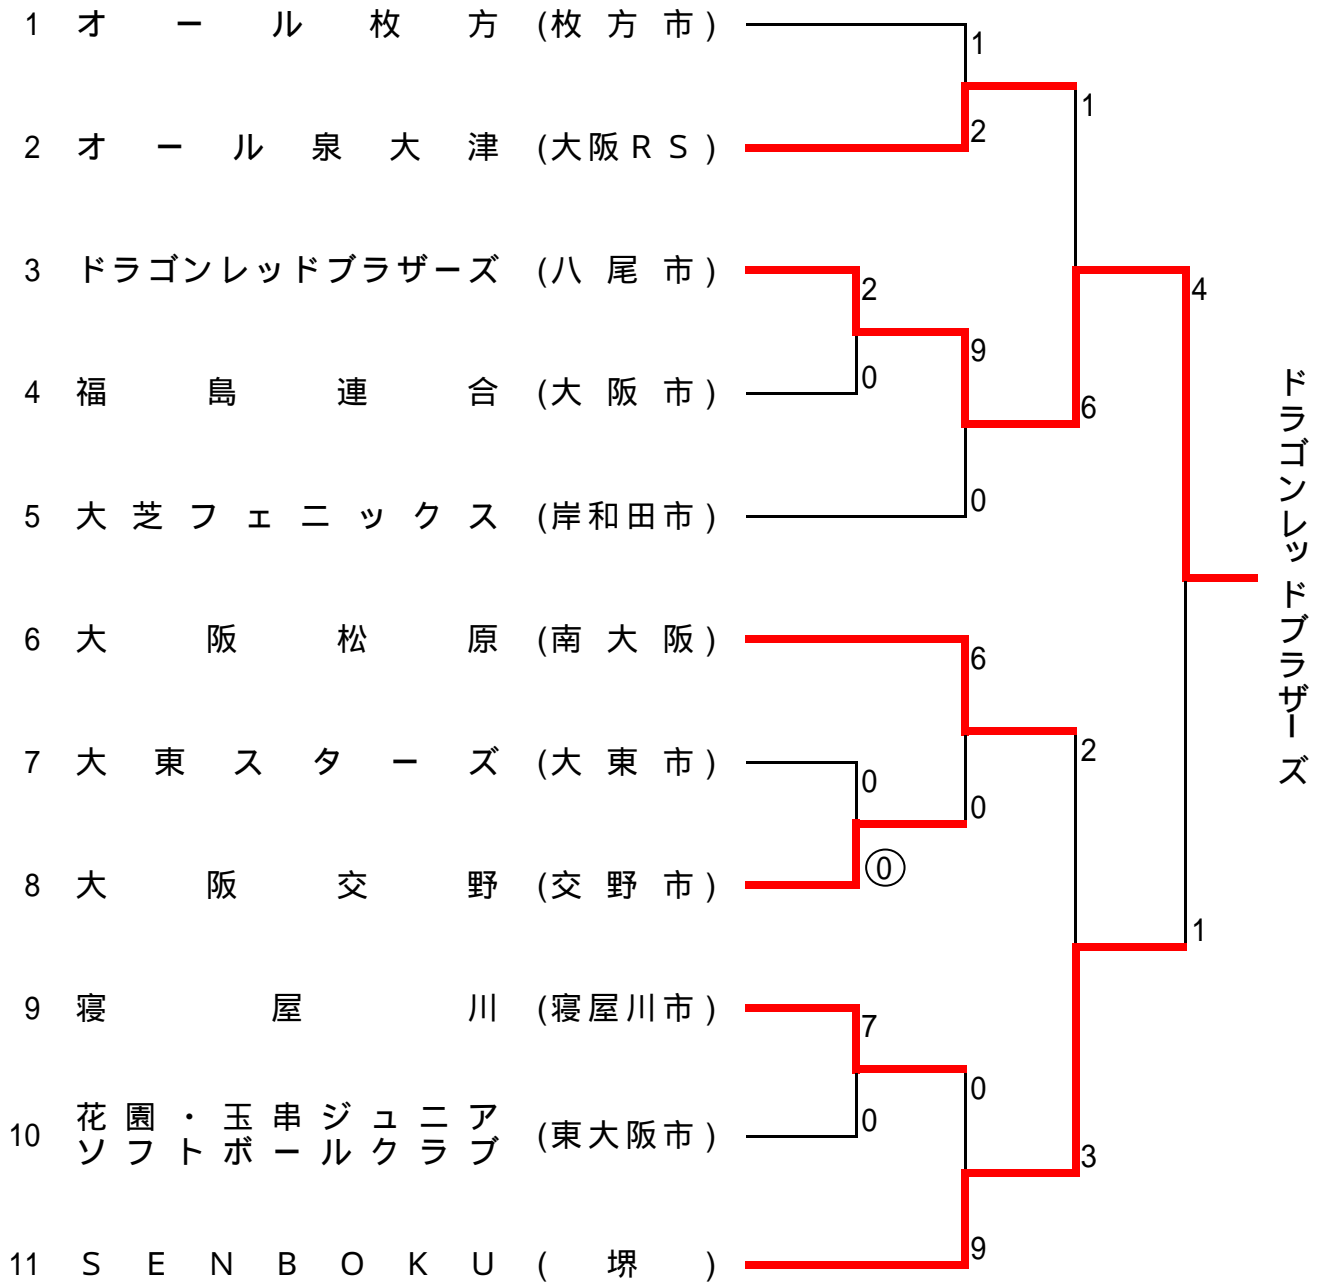 1 オール枚方 (枚方市)
1
1
2 オール泉大津 (大阪RS)
2
3 ドラゴンレッドブラザーズ (八尾市)
2
4
9
4 福島連合 (大阪市)
0
6
5 大芝フェニックス (岸和田市)
0
ドラゴンレッドブラザーズ
6 大阪松原 (南大阪)
6
2
7 大東スターズ (大東市)
0
0
8 大阪交野 (交野市)
0
1
9 寝屋川 (寝屋川市)
7
0
10 花園・玉串ジュニア
ソフトボールクラブ (東大阪市)
0
3
11 SENBOKU (堺)
9